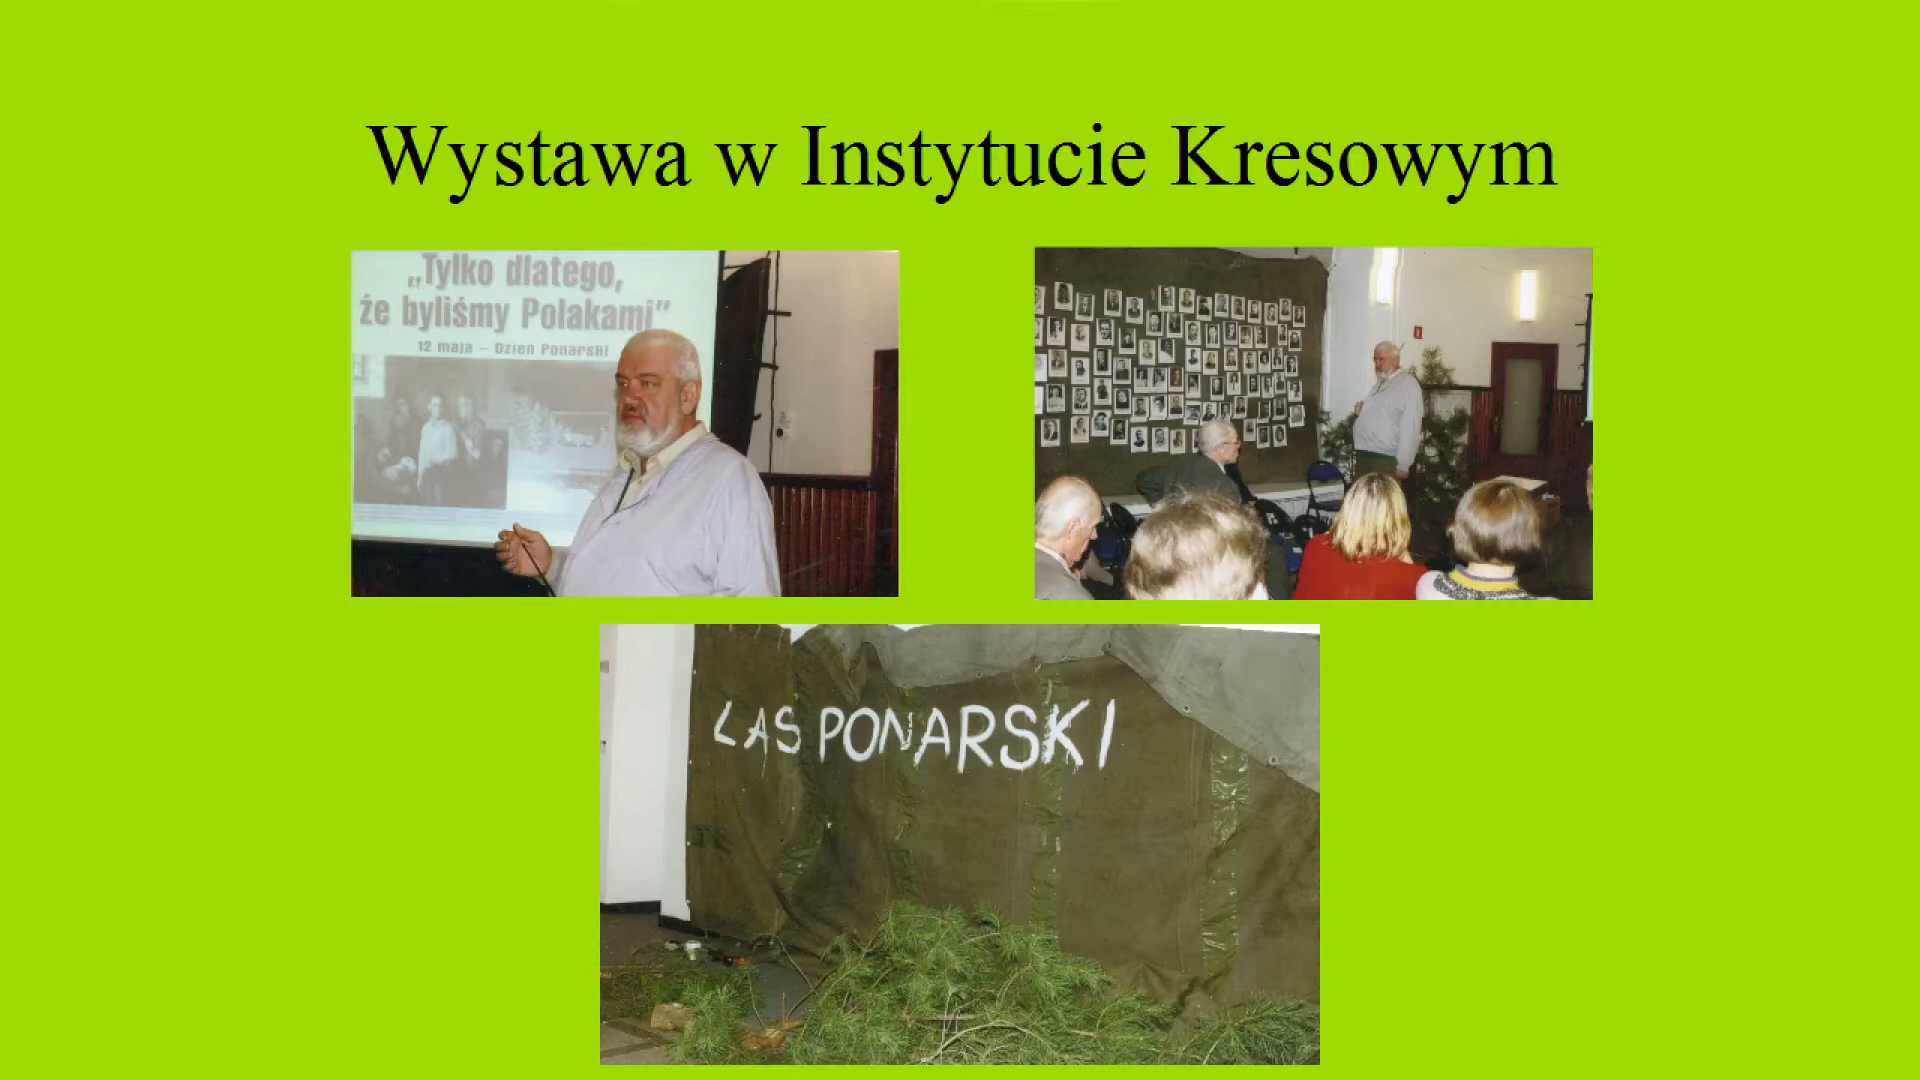 Wystawa w Instytucie Kresowym
„Tylko dlatego,
że byliśmy Polakami”
12 maja – Dzień Ponarski
LAS PONARSKI